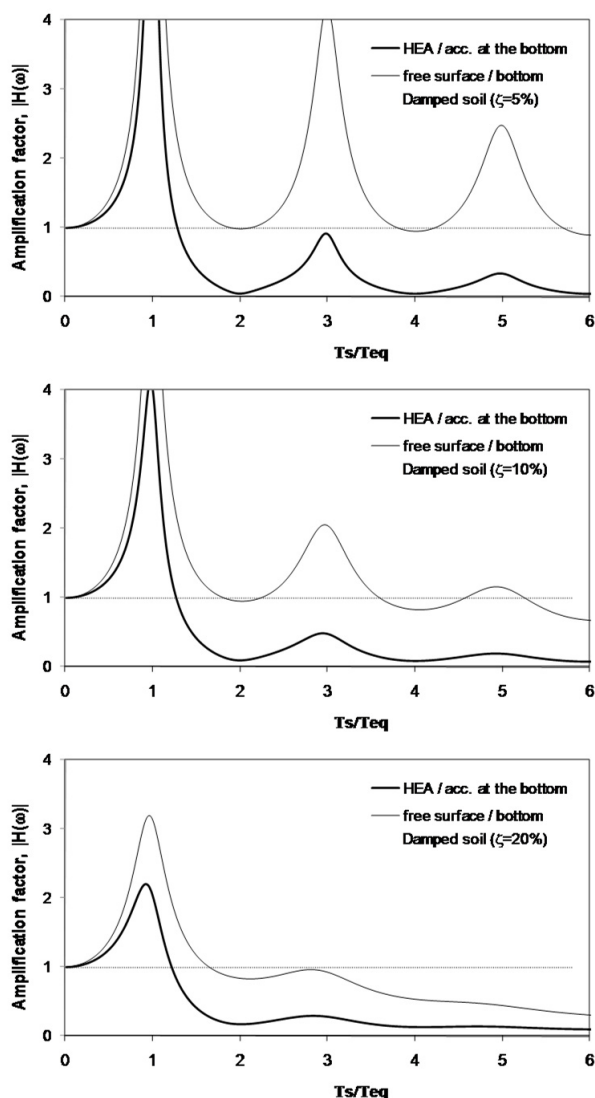 Amplification factor, |H(ω)|
4
3
2
1
0
HEA / acc. at the bottom
free surface / bottom
Damped soil (ζ=5%)
0 1 2 3 4 5 6
Ts/Teq
Amplification factor, |H(ω)|
4
3
2
1
0
HEA / acc. at the bottom
free surface / bottom
Damped soil (ζ=10%)
0 1 2 3 4 5 6
Ts/Teq
Amplification factor, |H(ω)|
4
3
2
1
0
HEA / acc. at the bottom
free surface / bottom
Damped soil (ζ=20%)
0 1 2 3 4 5 6
Ts/Teq